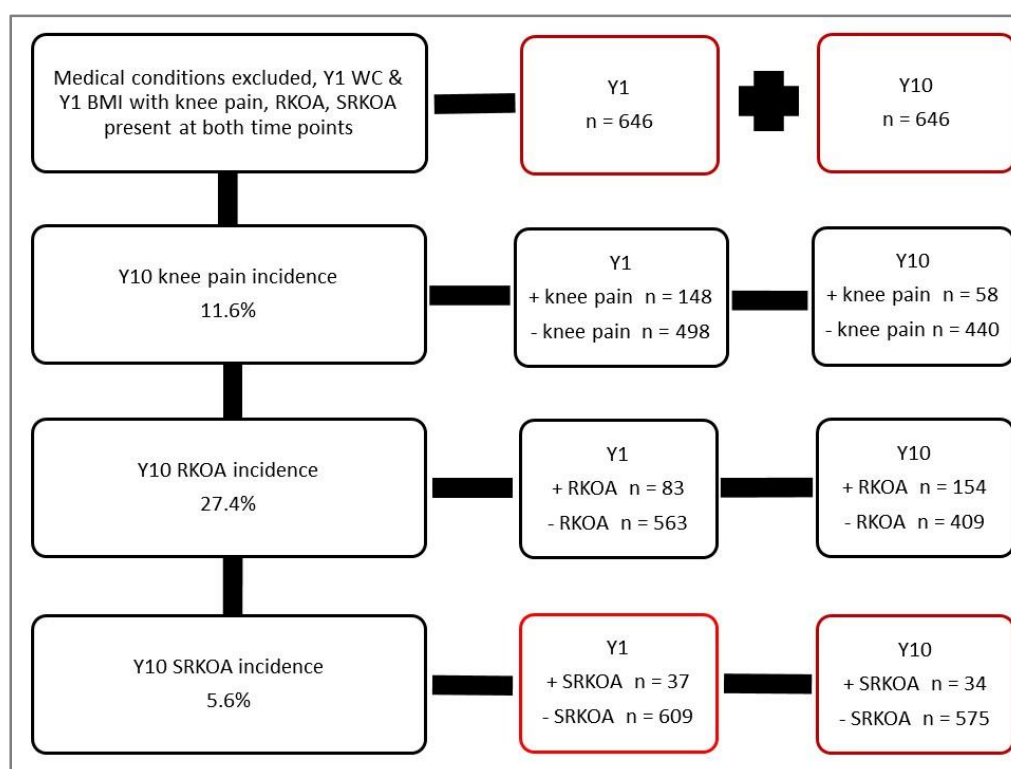 Medical conditions excluded, Y1 WC &
Y1 BMI with knee pain, RKOA, SRKOA
present at both time points
Y1
n = 646
Y10
n = 646
Y10 knee pain incidence
11.6%
Y1
+ knee pain n = 148
- knee pain n = 498
Y10
+ knee pain n = 58
- knee pain n = 440
Y10 RKOA incidence
27.4%
Y1
+ RKOA n = 83
- RKOA n = 563
Y10
+ RKOA n = 154
- RKOA n = 409
Y10 SRKOA incidence
5.6%
Y1
+ SRKOA n = 37
- SRKOA n = 609
Y10
+ SRKOA n = 34
- SRKOA n = 575